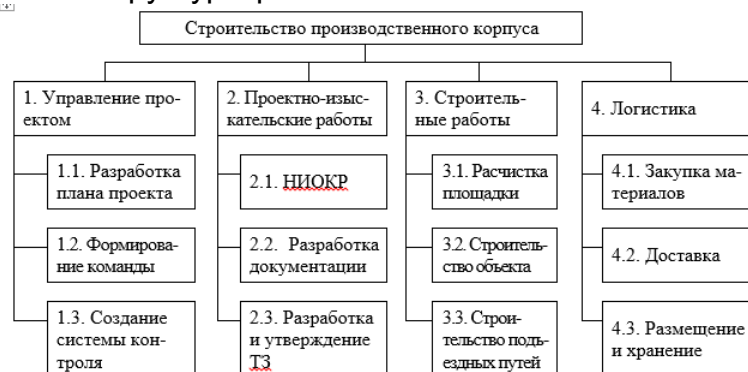 Строительство производственного корпуса
1. Управление про-
ектом
2. Проектно-изыс-
кательские работы
3. Строитель-
ные работы
4. Логистика
1.1. Разработка
плана проекта
2.1. НИОКР
3.1. Расчистка
площадки
4.1. Закупка ма-
териалов
1.2. Формирова-
ние команды
2.2. Разработка
документации
3.2. Строитель-
ство объекта
4.2. Доставка
1.3. Создание
системы кон-
троля
2.3. Разработка
и утверждение
ТЗ
3.3. Строи-
тельство подъ-
ездных путей
4.3. Размещение
и хранение